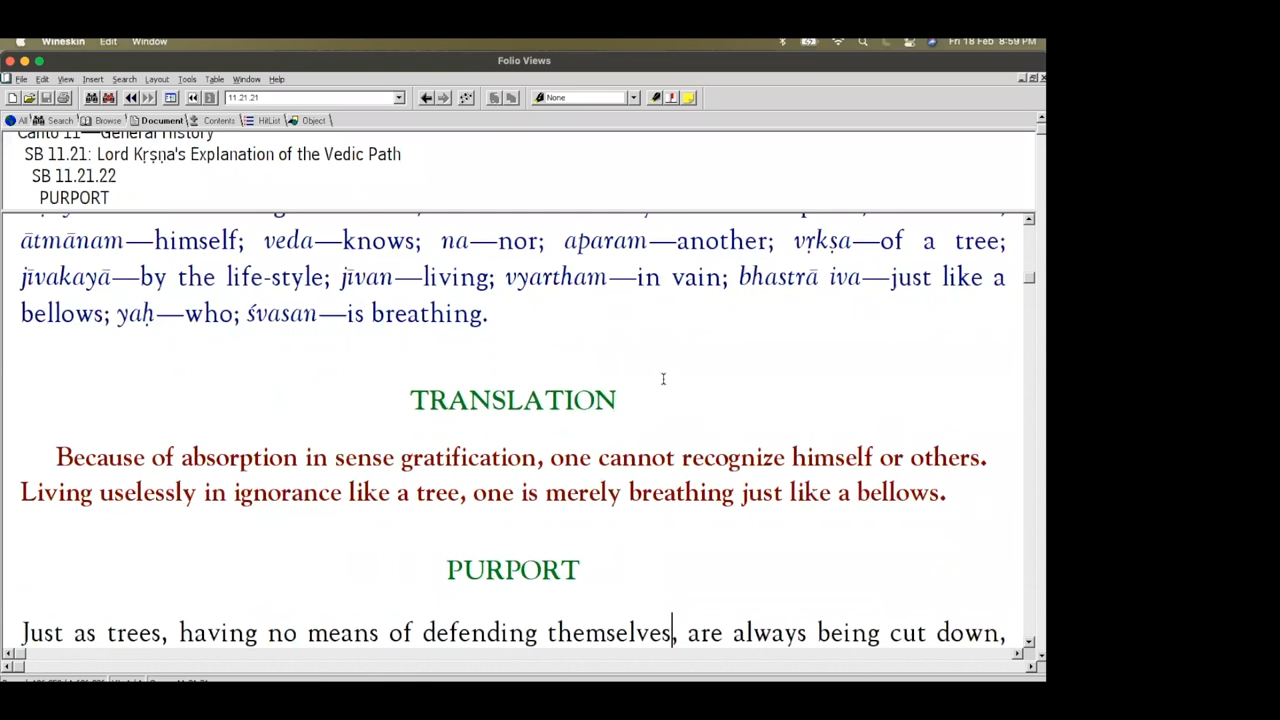 Wineskin Edit Window Fri 18 Feb 8:59 PM
Folio Views
File Edit View Insert Search Layout Tools Table Window Help
11.21.21 None
All Search Browse Document Contents HitList Object
Canto 11—General History
SB 11.21: Lord Kṛṣṇa's Explanation of the Vedic Path
SB 11.21.22
PURPORT
ātmānam—himself; veda—knows; na—nor; aparam—another; vṛkṣa—of a tree;
jīvakayā—by the life-style; jīvan—living; vyartham—in vain; bhastrā iva—just like a
bellows; yaḥ—who; śvasan—is breathing.
TRANSLATION
Because of absorption in sense gratification, one cannot recognize himself or others.
Living uselessly in ignorance like a tree, one is merely breathing just like a bellows.
PURPORT
Just as trees, having no means of defending themselves, are always being cut down,